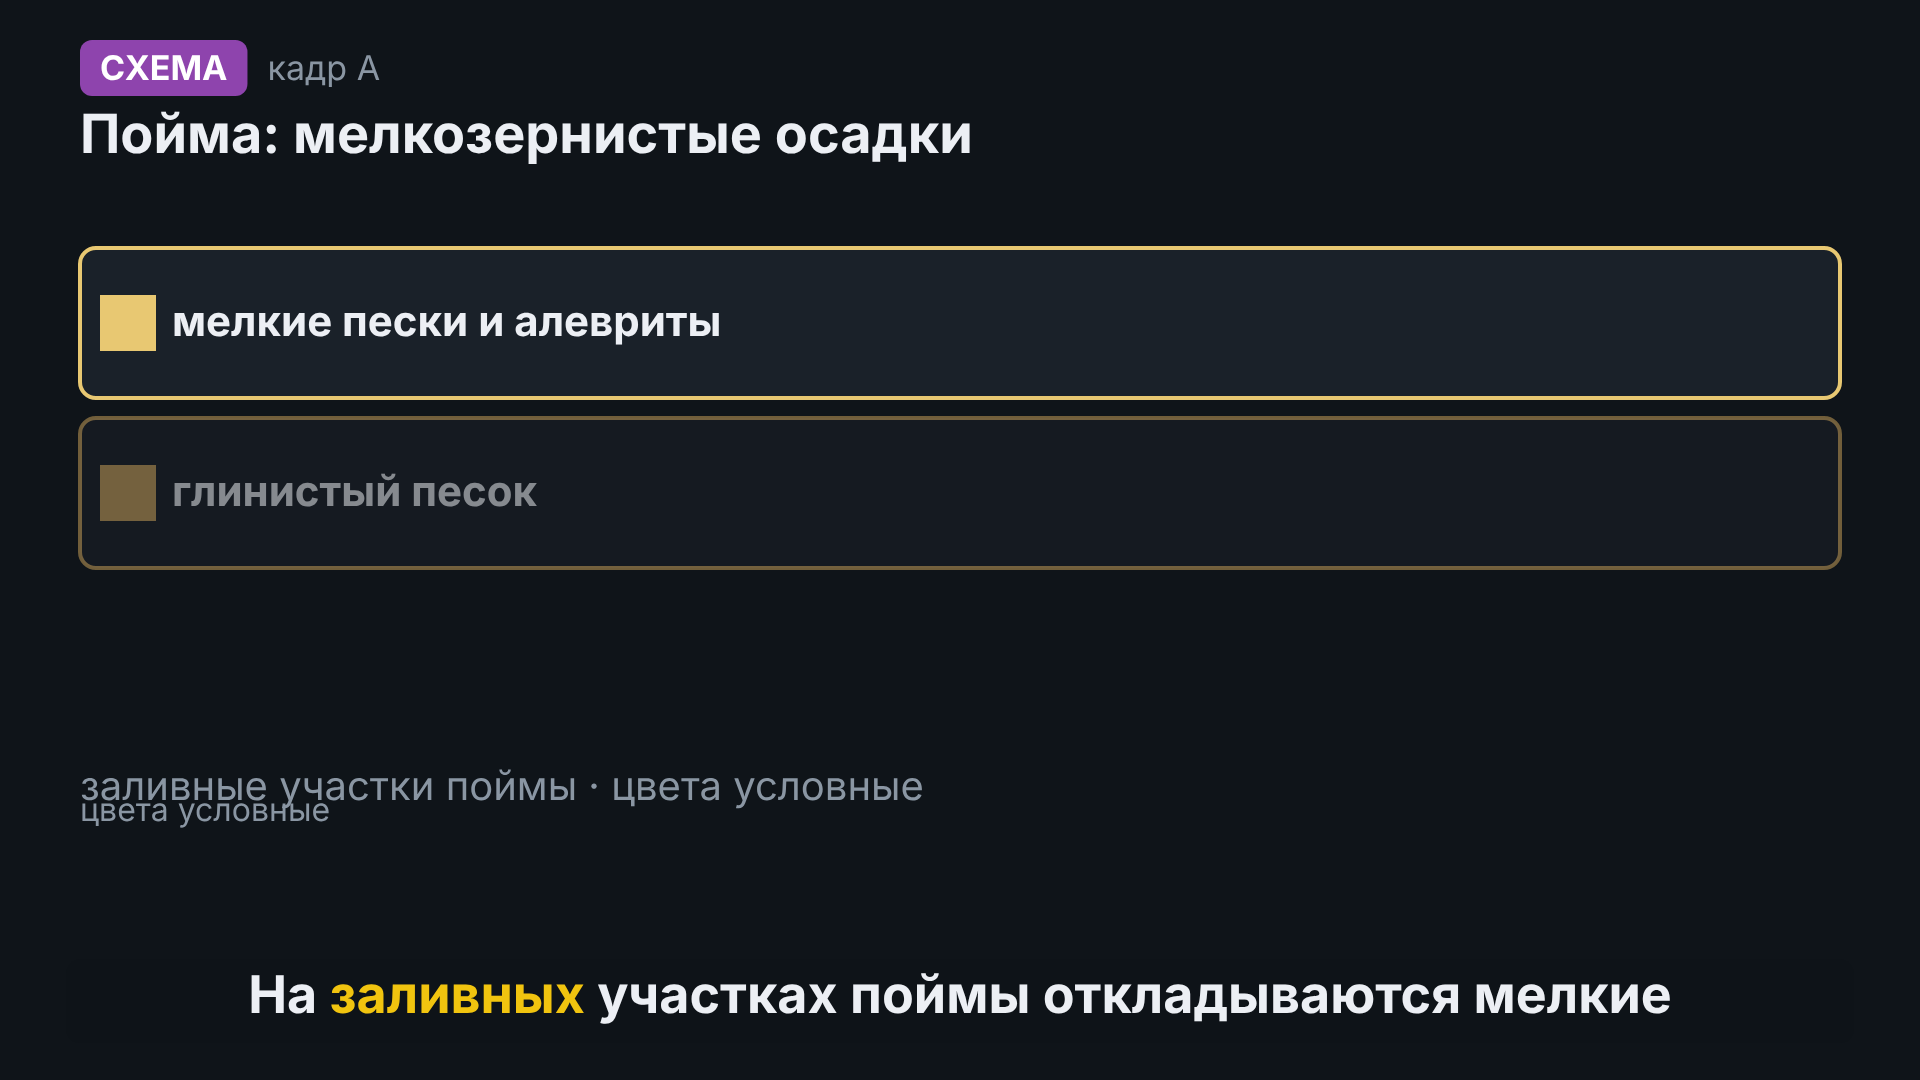 СХЕМА кадр А
Пойма: мелкозернистые осадки
мелкие пески и алевриты
глинистый песок
заливные участки поймы · цвета условные
цвета условные
На заливных участках поймы откладываются мелкие